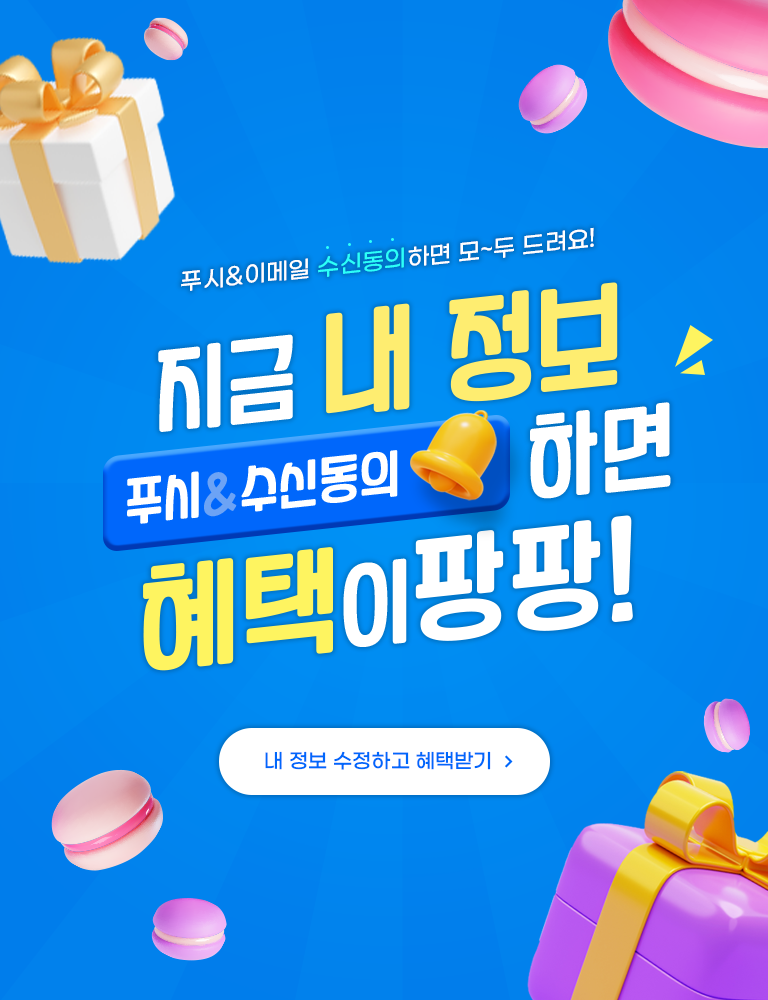 푸시&이메일 수신동의하면 모~두 드려요!
지금 내 정보
푸시&수신동의 하면
혜택이팡팡!
내 정보 수정하고 혜택받기 >